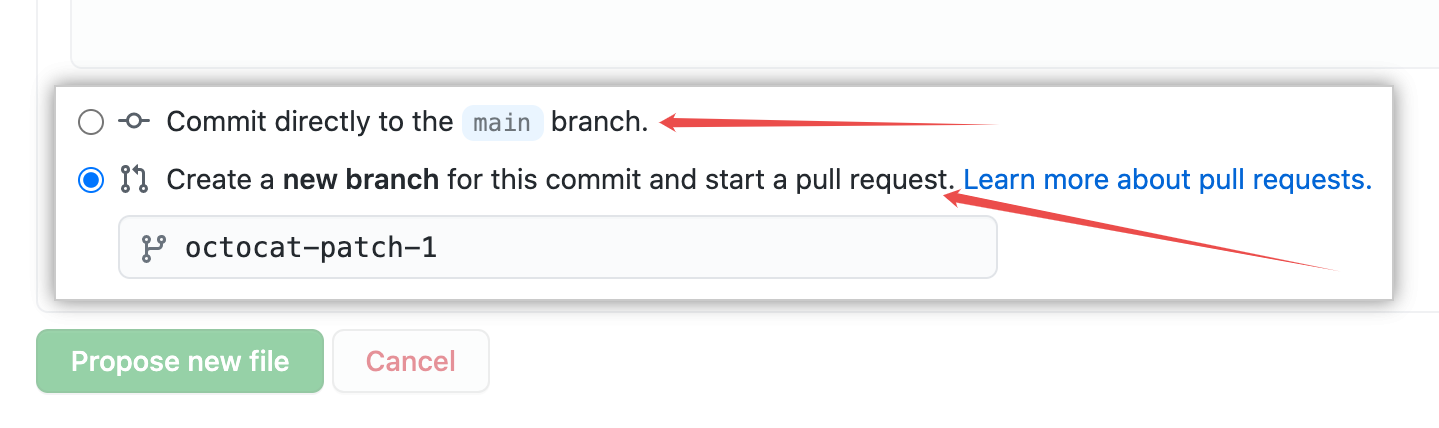 Commit directly to the main branch.
Create a new branch for this commit and start a pull request. Learn more about pull requests.
octocat-patch-1
Propose new file
Cancel